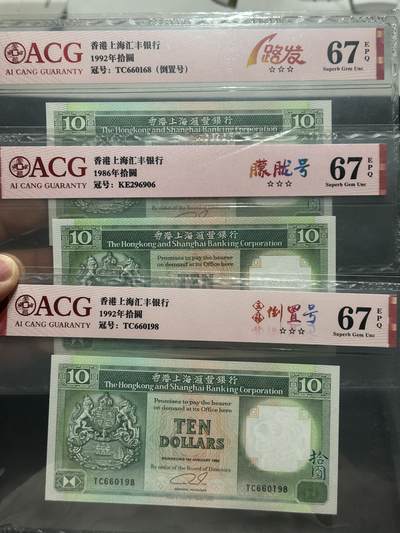 ACG
AI CANG GUARANTY
香港上海汇丰银行
1992年拾圓
冠号：TC660168（倒置号）
一路发
☆☆☆
67 EPQ
Superb Gem Unc
10 香港上海滙豐銀行 10
The Hongkong and Shanghai Banking Corporation
ACG
AI CANG GUARANTY
香港上海汇丰银行
1986年拾圓
冠号：KE296906
朦胧号
☆☆☆
67 EPQ
Superb Gem Unc
10 香港上海滙豐銀行 10
The Hongkong and Shanghai Banking Corporation
Promises to pay the bearer
on demand at its Office here
ACG
AI CANG GUARANTY
香港上海汇丰银行
1992年拾圓
冠号：TC660198
倒置号
☆☆☆
67 EPQ
Superb Gem Unc
10 香港上海滙豐銀行 10
The Hongkong and Shanghai Banking Corporation
Promises to pay the bearer
on demand at its Office here
TEN
DOLLARS
By order of the Board of Directors
拾圓
TC660198
TC660198